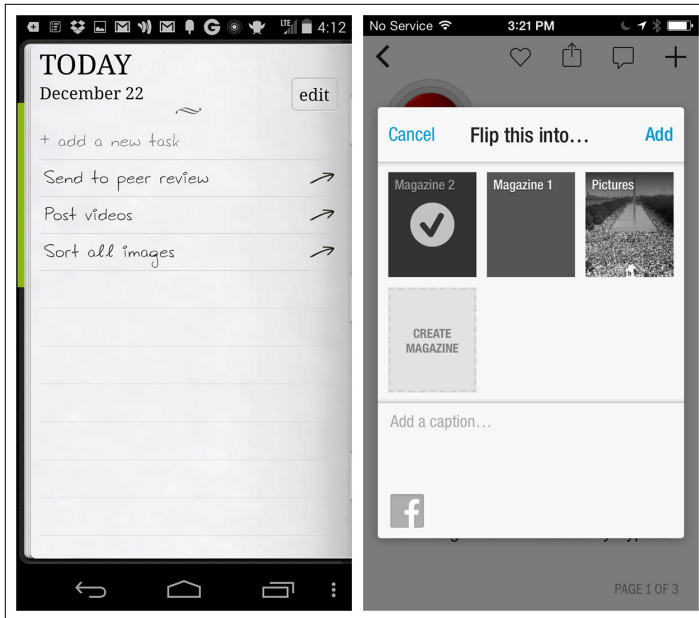 LTE 4:12
TODAY
December 22
edit
+ add a new task
Send to peer review
Post videos
Sort all images
No Service 3:21 PM
Cancel Flip this into... Add
Magazine 2 Magazine 1 Pictures
CREATE
MAGAZINE
Add a caption...
PAGE 1 OF 3